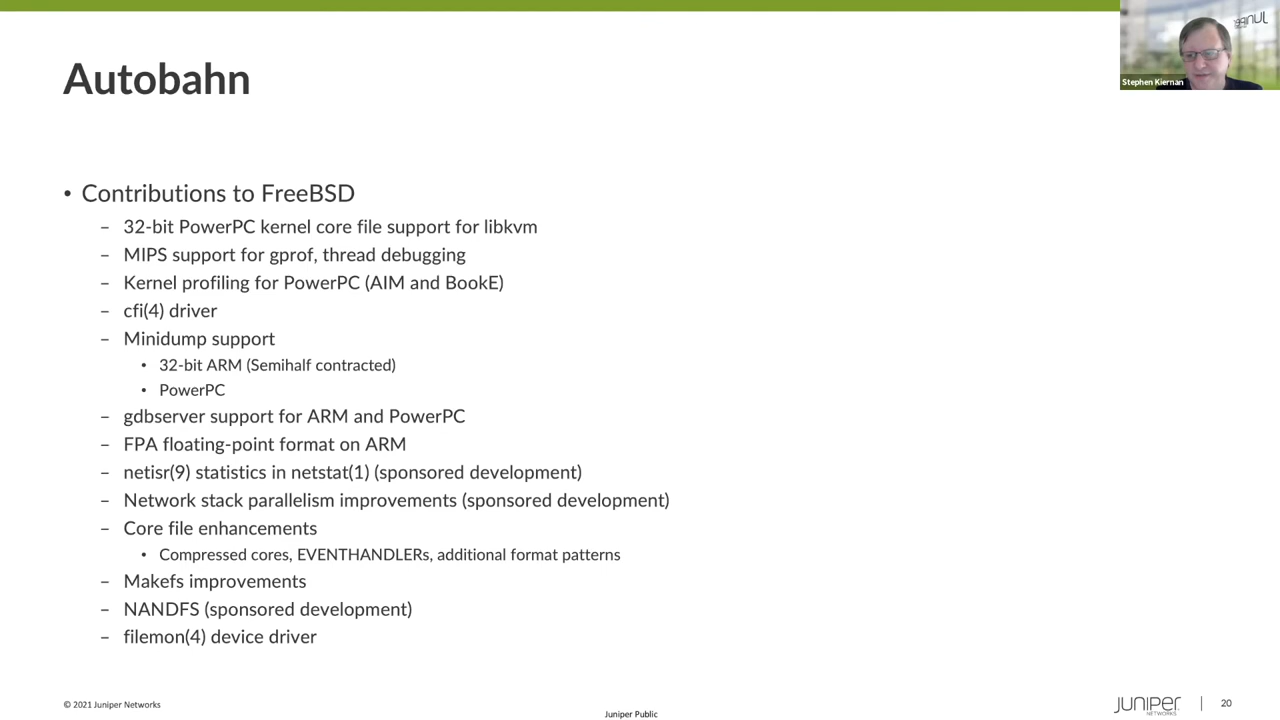 Autobahn
Stephen Kiernan
• Contributions to FreeBSD
– 32-bit PowerPC kernel core file support for libkvm
– MIPS support for gprof, thread debugging
– Kernel profiling for PowerPC (AIM and BookE)
– cfi(4) driver
– Minidump support
• 32-bit ARM (Semihalf contracted)
• PowerPC
– gdbserver support for ARM and PowerPC
– FPA floating-point format on ARM
– netisr(9) statistics in netstat(1) (sponsored development)
– Network stack parallelism improvements (sponsored development)
– Core file enhancements
• Compressed cores, EVENTHANDLERs, additional format patterns
– Makefs improvements
– NANDFS (sponsored development)
– filemon(4) device driver
© 2021 Juniper Networks
Juniper Public
JUNIPER
NETWORKS
20